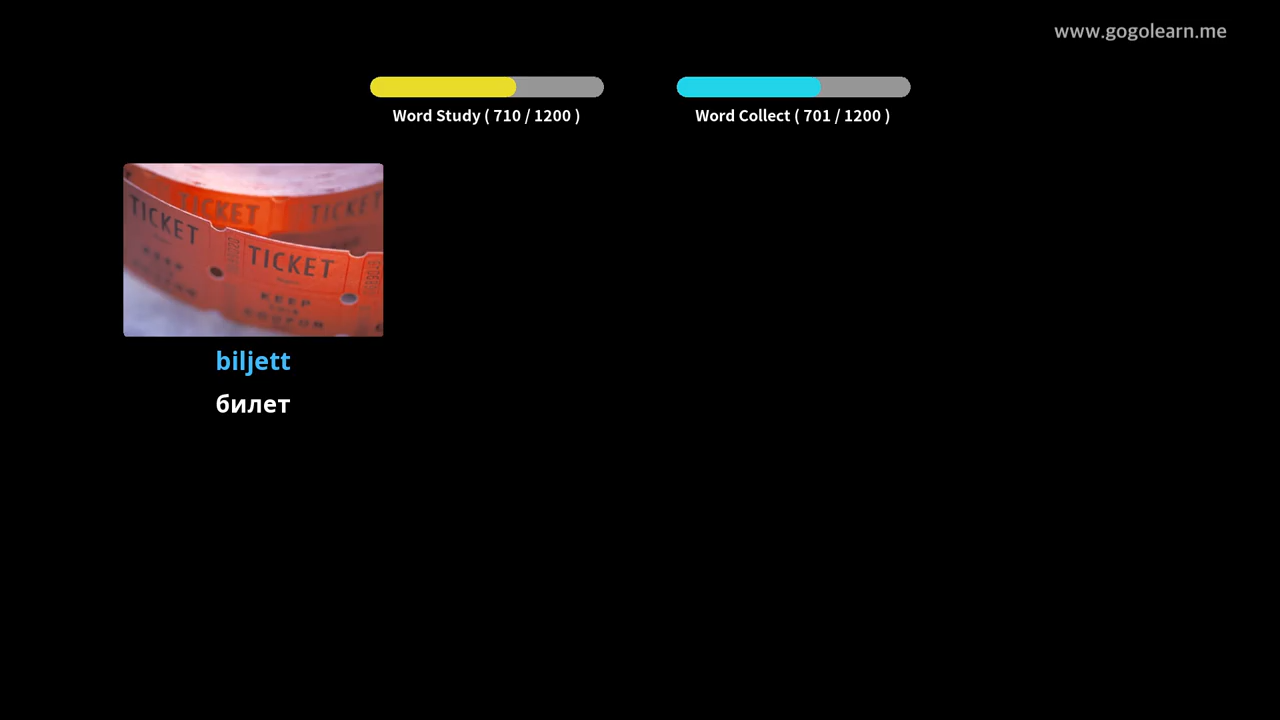 www.gogolearn.me
Word Study ( 710 / 1200 )
Word Collect ( 701 / 1200 )
TICKET
TICKET
TICKET
TICKET
KEEP
biljett
билет